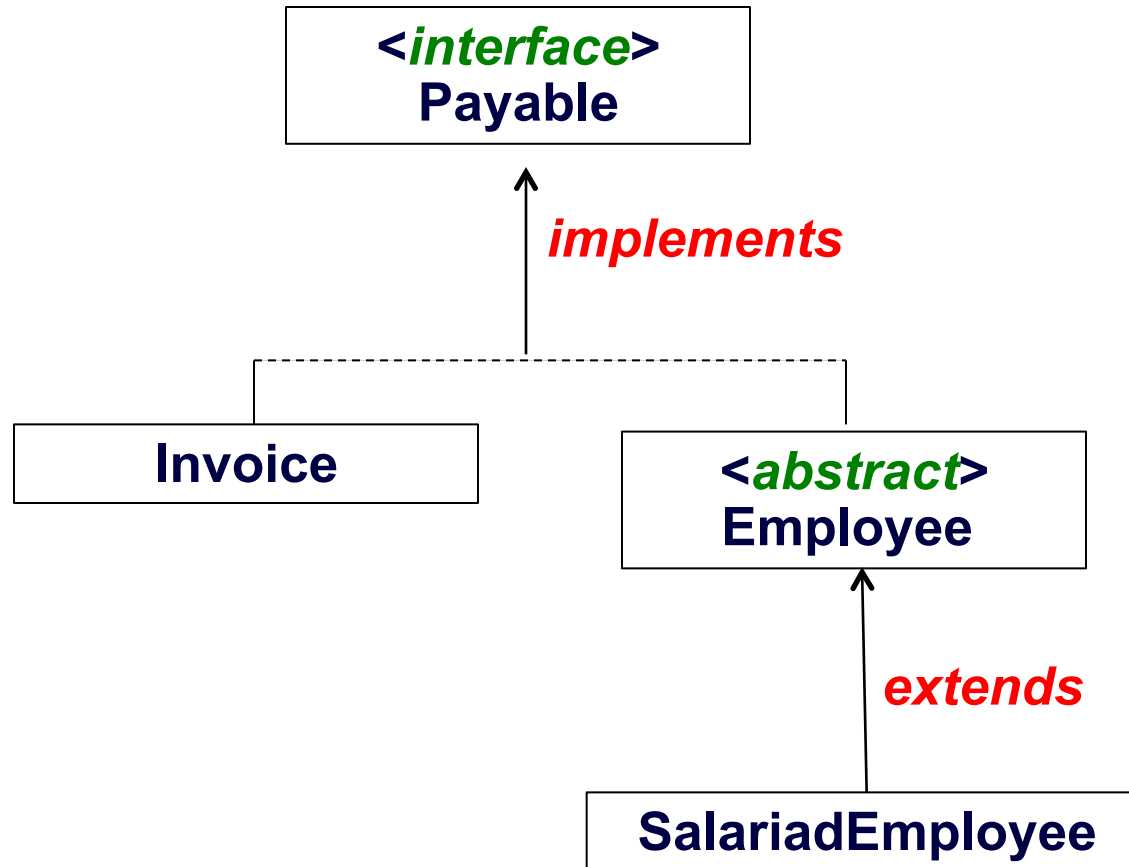 <interface>
Payable
implements
Invoice
<abstract>
Employee
extends
SalariadEmployee